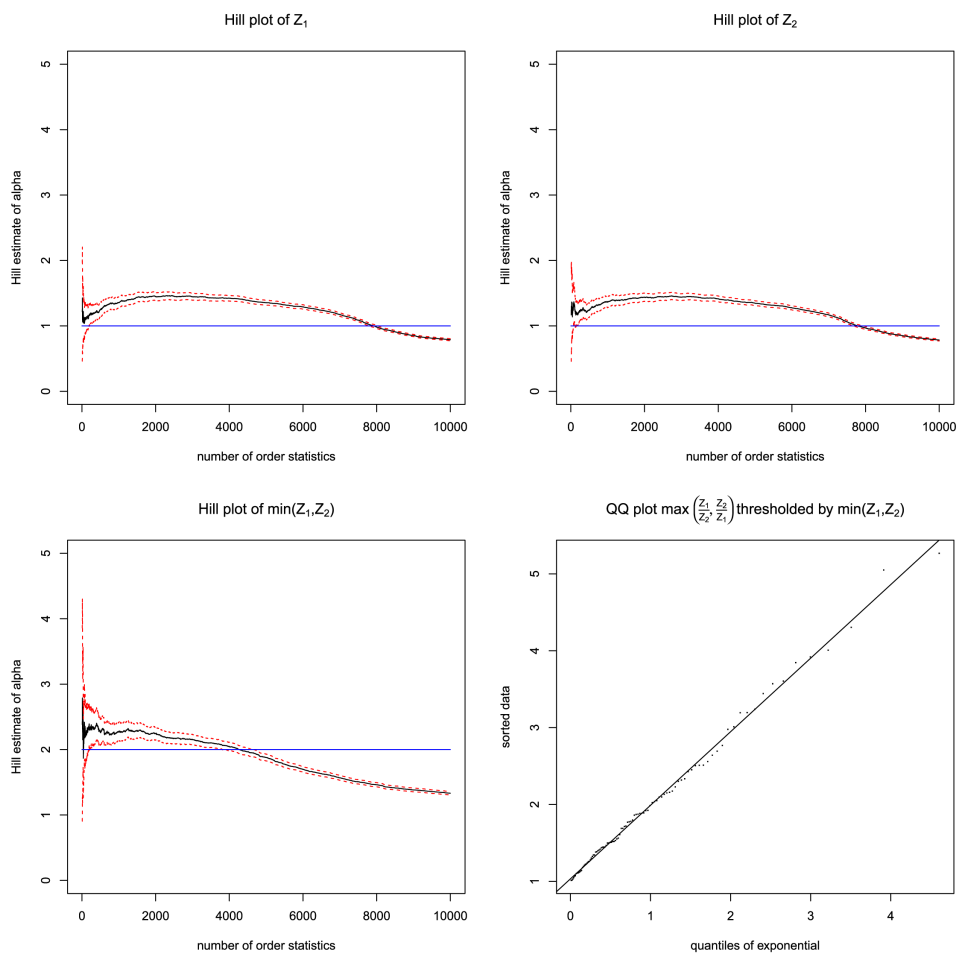 Hill plot of Z₁
Hill estimate of alpha
5
4
3
2
1
0
0 2000 4000 6000 8000 10000
number of order statistics
Hill plot of Z₂
Hill estimate of alpha
5
4
3
2
1
0
0 2000 4000 6000 8000 10000
number of order statistics
Hill plot of min(Z₁,Z₂)
Hill estimate of alpha
5
4
3
2
1
0
0 2000 4000 6000 8000 10000
number of order statistics
QQ plot max (Z₁/Z₂, Z₂/Z₁) thresholded by min(Z₁,Z₂)
sorted data
5
4
3
2
1
0 1 2 3 4
quantiles of exponential